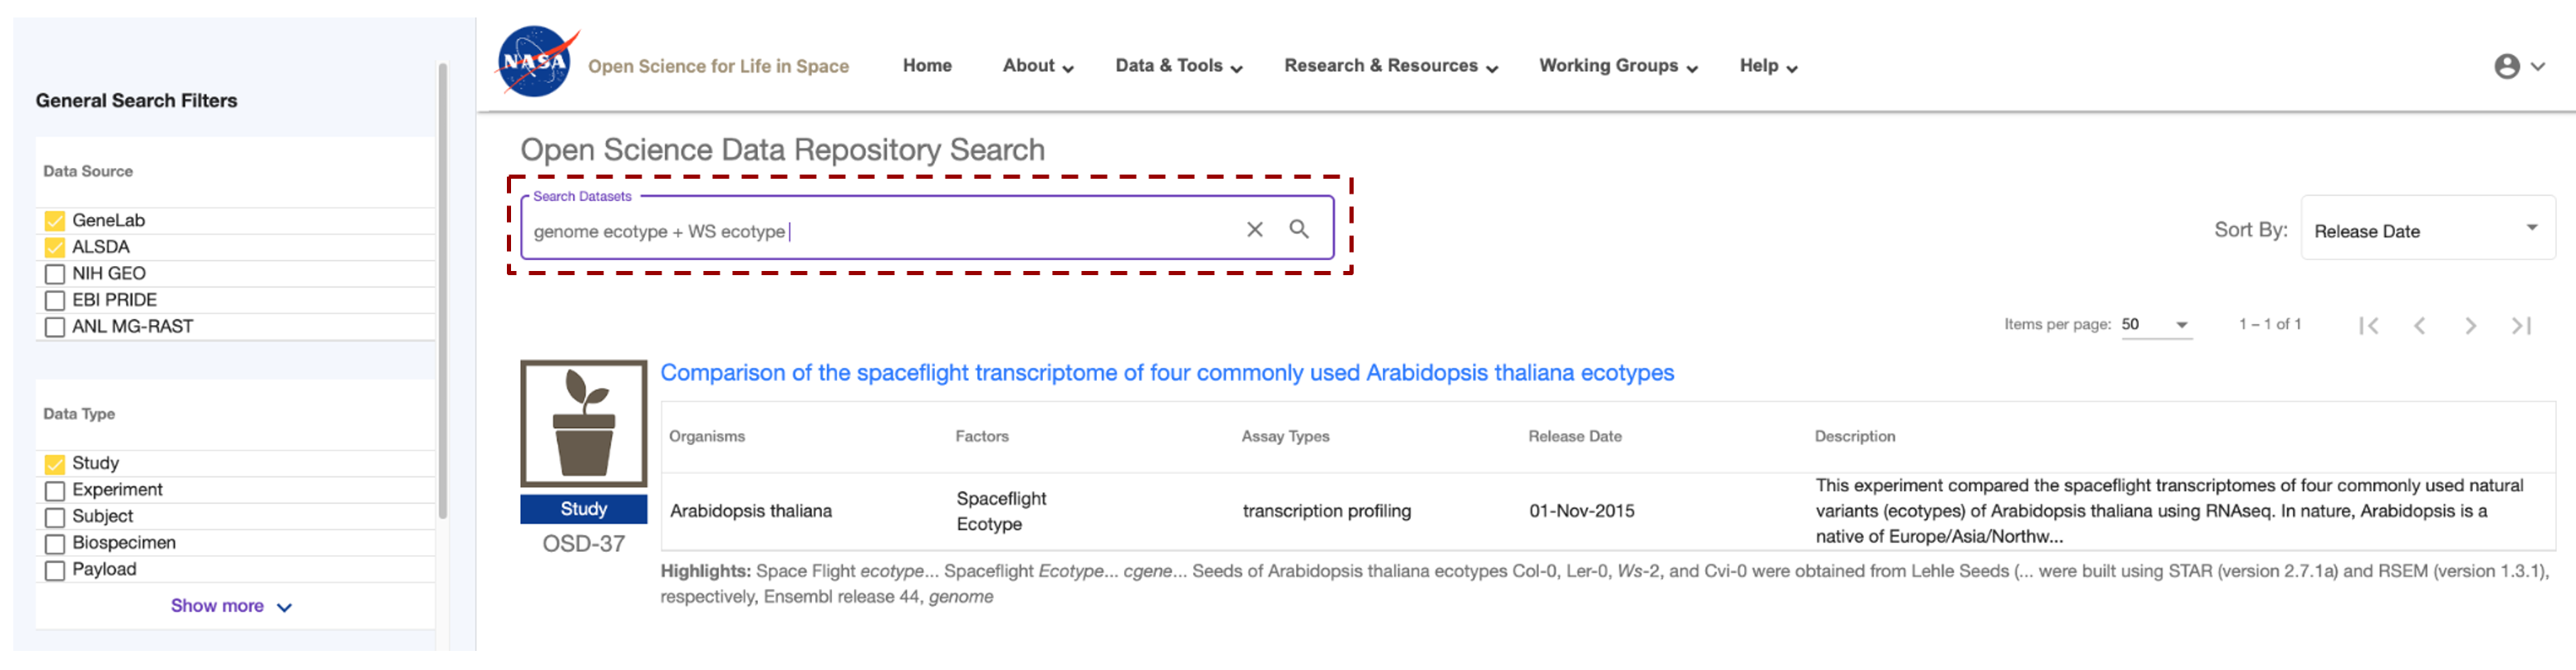 General Search Filters
Data Source
GeneLab
ALSDA
NIH GEO
EBI PRIDE
ANL MG-RAST
Data Type
Study
Experiment
Subject
Biospecimen
Payload
Show more
NASA
Open Science for Life in Space
Home About Data & Tools Research & Resources Working Groups Help
Open Science Data Repository Search
Search Datasets
genome ecotype + WS ecotype
Sort By: Release Date
Items per page: 50 1 – 1 of 1
Comparison of the spaceflight transcriptome of four commonly used Arabidopsis thaliana ecotypes
Study
OSD-37
Organisms Factors Assay Types Release Date Description
Arabidopsis thaliana
Spaceflight
Ecotype
transcription profiling
01-Nov-2015
This experiment compared the spaceflight transcriptomes of four commonly used natural
variants (ecotypes) of Arabidopsis thaliana using RNAseq. In nature, Arabidopsis is a
native of Europe/Asia/Northw...
Highlights: Space Flight ecotype... Spaceflight Ecotype... cgene... Seeds of Arabidopsis thaliana ecotypes Col-0, Ler-0, Ws-2, and Cvi-0 were obtained from Lehle Seeds (... were built using STAR (version 2.7.1a) and RSEM (version 1.3.1),
respectively, Ensembl release 44, genome